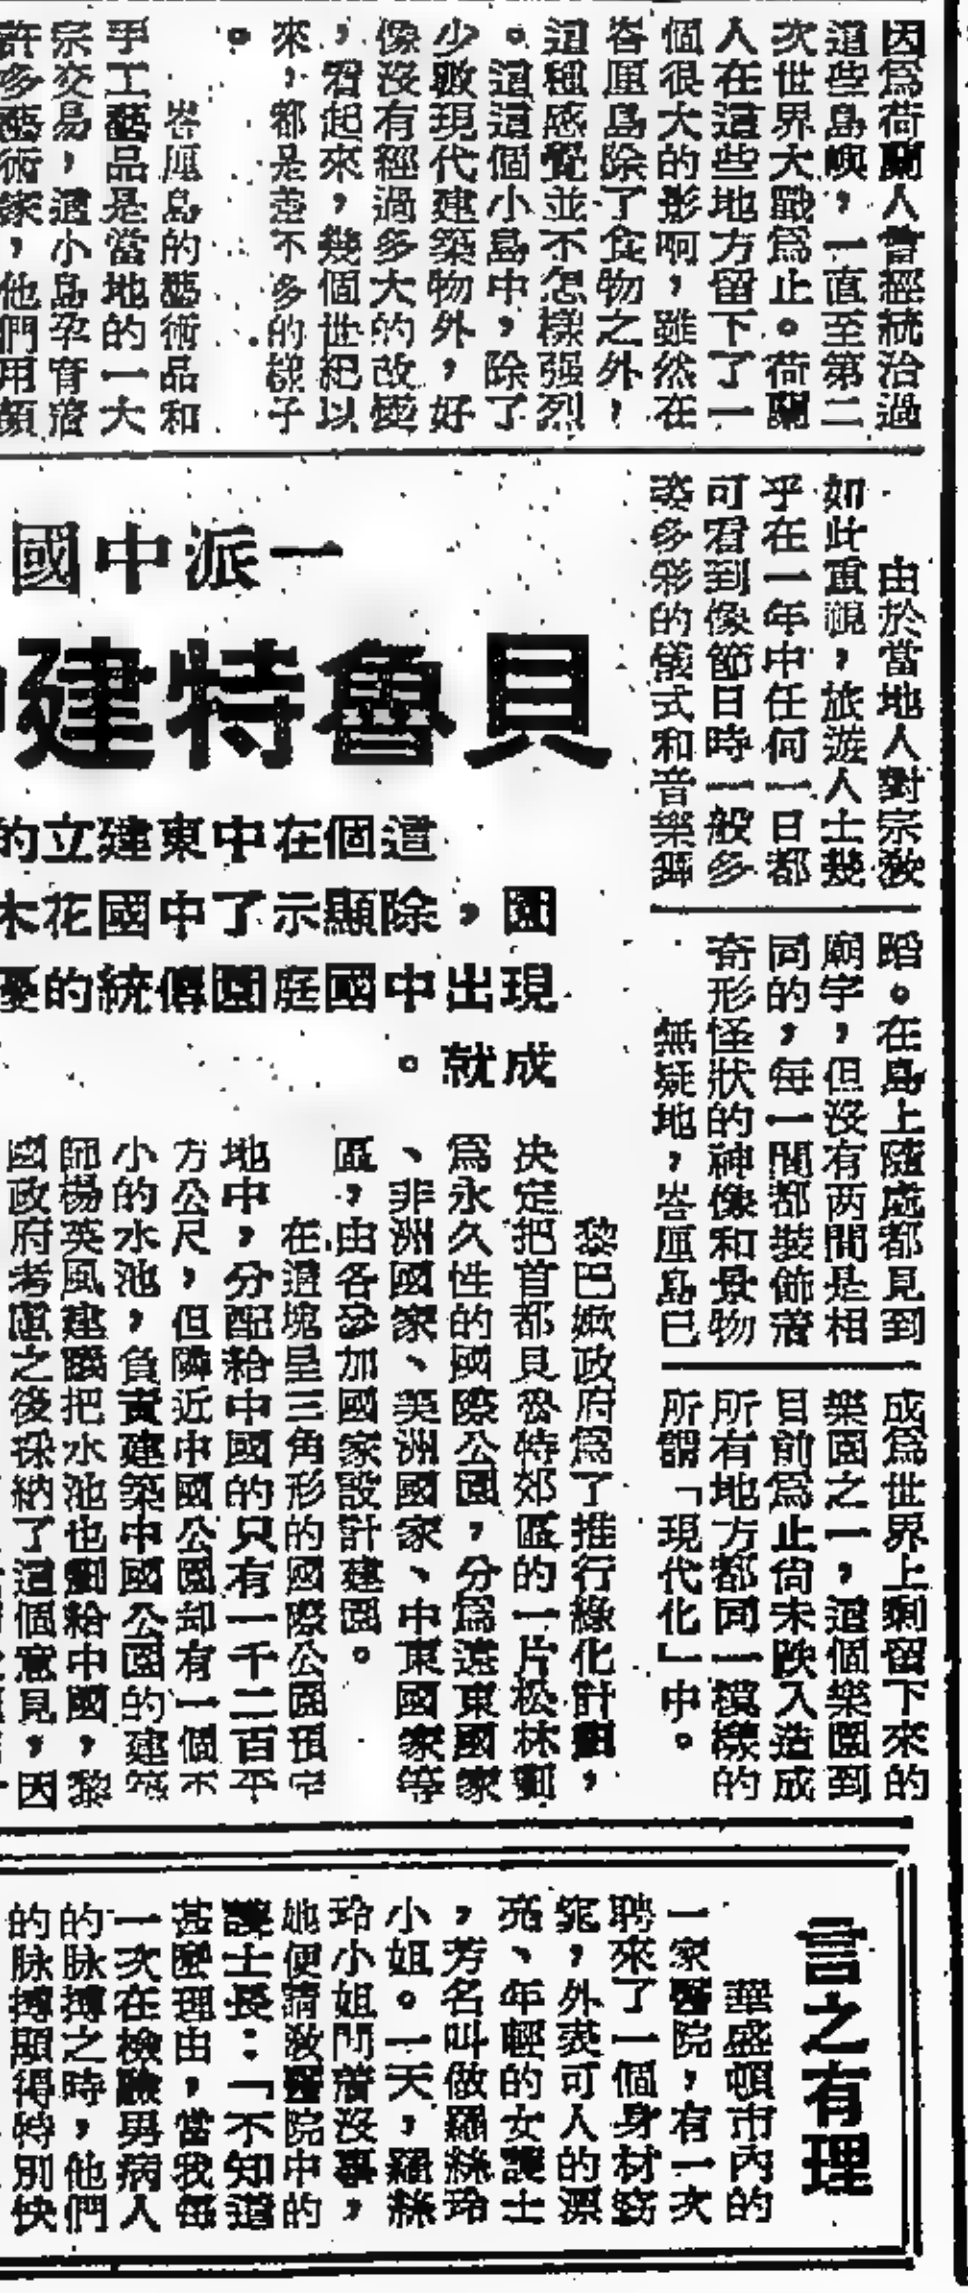 因爲荷蘭人曾經統治過
這些島嶼，一直至第二
次世界大戰爲止。荷蘭
人在這些地方留下了一
個很大的影响，雖然在
峇厘島除了食物之外，
這種感覺並不怎樣强烈
。這這個小島中，除了
少數現代建築物外，好
像沒有經過多大的改變
，看起來，幾個世紀以
來，都是差不多的樣子
。
峇厘島的藝術品和
手工藝品是當地的一大
宗交易，這小島孕育着
許多藝術家，他們用顏
由於當地人對宗教
如此重視，旅遊人士幾
乎在一年中任何一日都
可看到像節日時一般多
姿多彩的儀式和音樂舞
蹈。在島上隨處都見到
廟宇，但沒有两間是相
同的，每一間都裝飾着
奇形怪狀的神像和景物
無疑地，峇厘島已
成爲世界上剩留下來的
樂園之一，這個樂園到
目前爲止尙未跌入造成
所有地方都同一模樣的
所謂「現代化」中。
國中派一
建特魯貝
的立建東中在個這
木花國中了示顯除，園
優的統傳園庭國中出現
。就成
黎巴嫩政府爲了推行綠化計劃，
決定把首都貝魯特郊區的一片松林劃
爲永久性的國際公園，分爲遠東國家
、非洲國家、美洲國家、中東國家等
區，由各參加國家設計建園。
在這塊呈三角形的國際公園預定
地中，分配給中國的只有一千二百平
方公尺，但隣近中國公園却有一個不
小的水池，負責建築中國公園的建築
師楊英風建議把水池也劃給中國，黎
國政府考慮之後採納了這個意見，因
言之有理
華盛頓市內的
一家醫院，有一次
聘來了一個身材窈
窕，外表可人的漂
亮、年輕的女護士
，芳名叫做羅絲玲
小姐。一天，羅絲
玲小姐閒着沒事，
她便請敎醫院中的
護士長：「不知道
甚麼理由，當我每
一次在檢驗男病人
的脉搏之時，他們
的脉搏顯得特別快